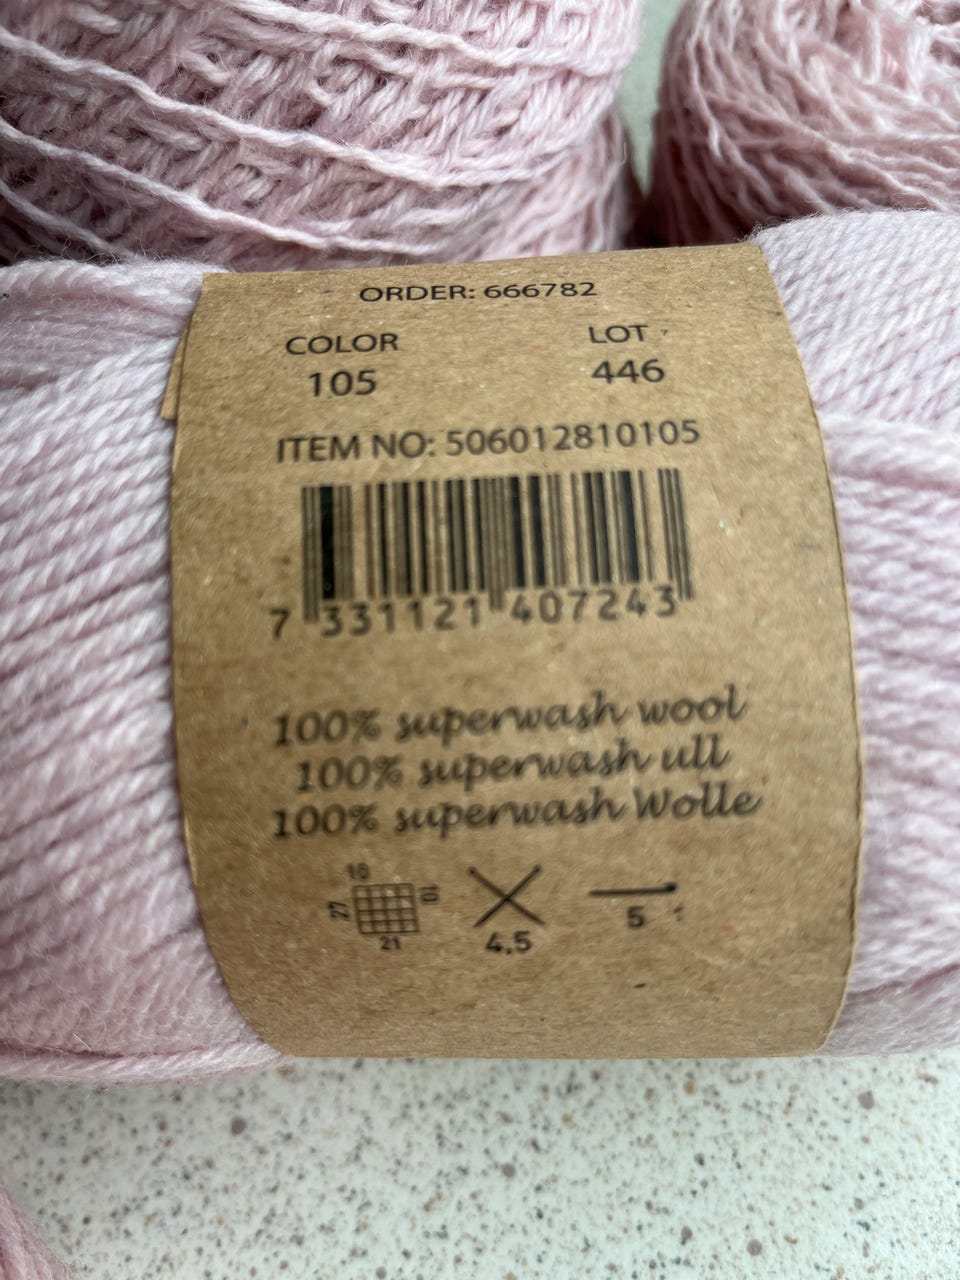 ORDER: 666782
COLOR LOT
105 446
ITEM NO: 506012810105
7 331121 407243
100% superwash wool
100% superwash ull
100% superwash Wolle
10
27 10
21
4,5
5